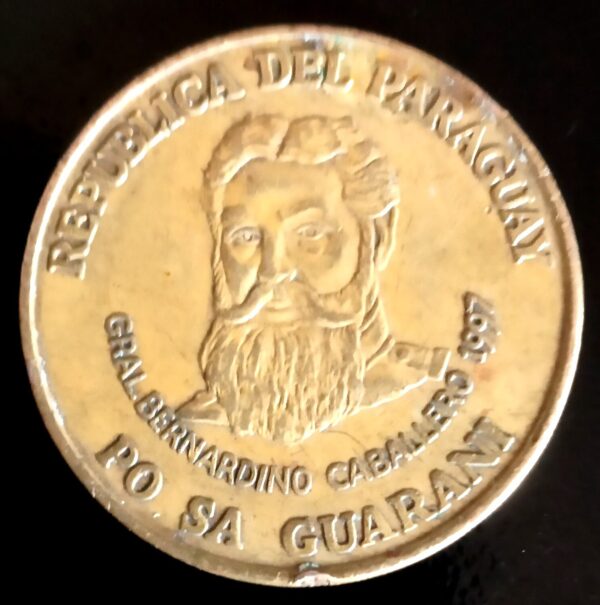 REPUBLICA DEL PARAGUAY
GRAL. BERNARDINO CABALLERO 1997
PO SA GUARANI